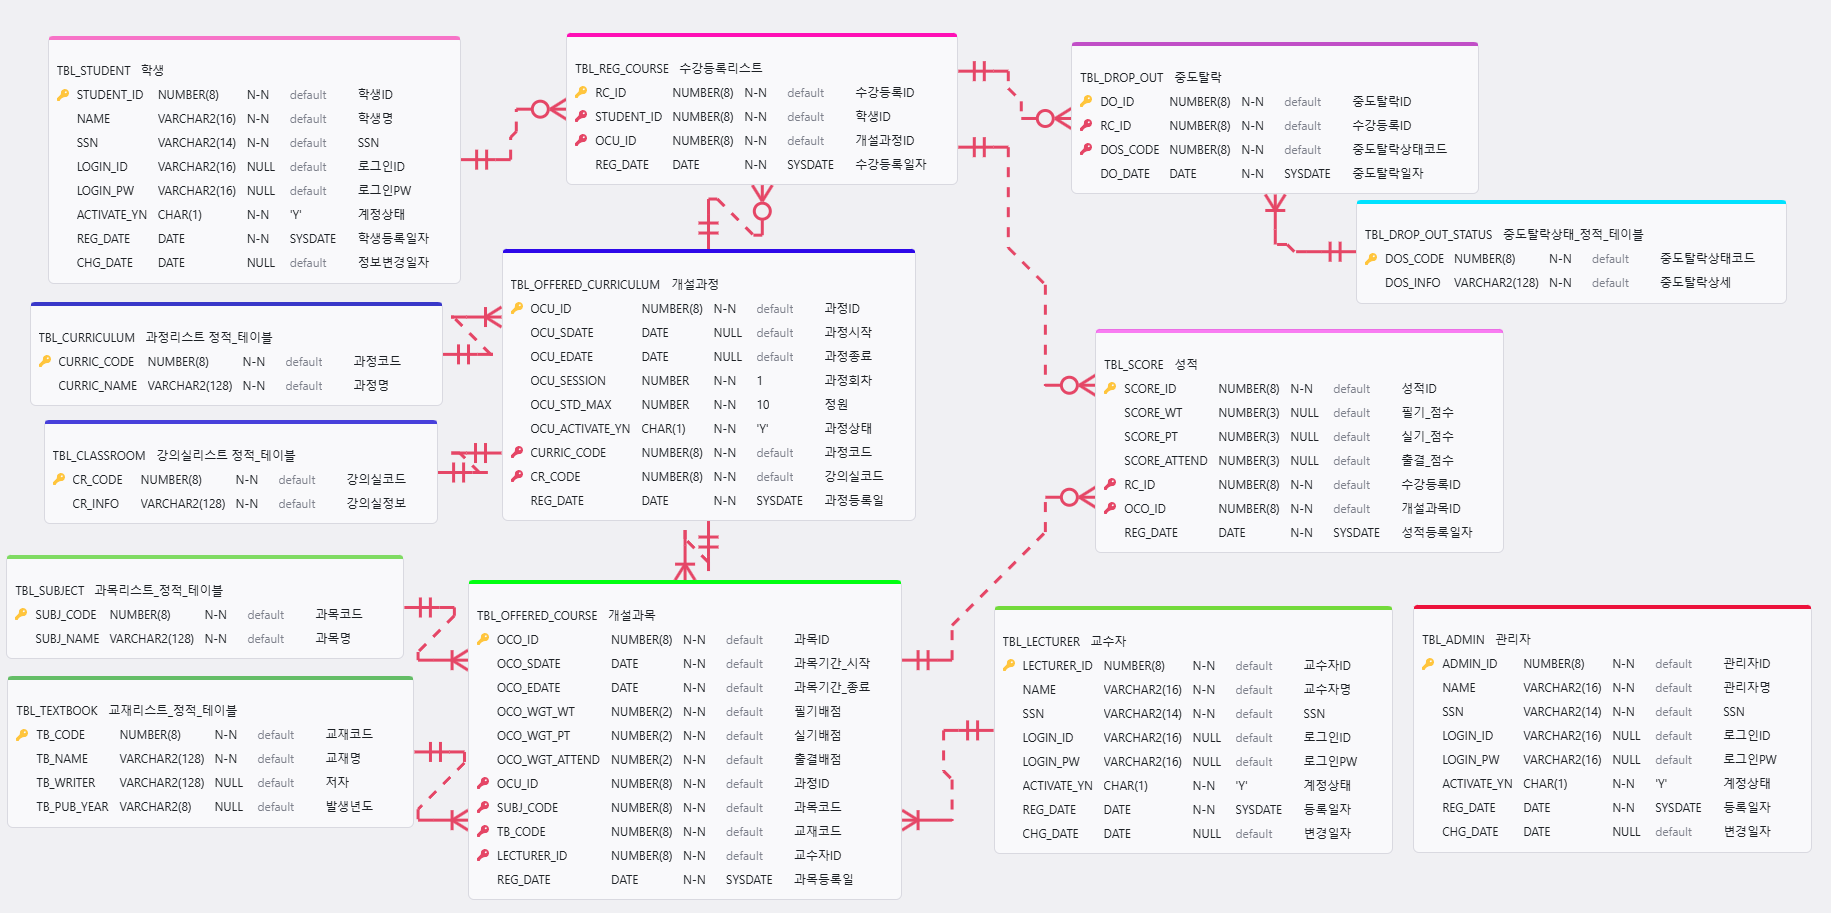 TBL_STUDENT 학생
STUDENT_ID NUMBER(8) N-N default 학생ID
NAME VARCHAR2(16) N-N default 학생명
SSN VARCHAR2(14) N-N default SSN
LOGIN_ID VARCHAR2(16) NULL default 로그인ID
LOGIN_PW VARCHAR2(16) NULL default 로그인PW
ACTIVATE_YN CHAR(1) N-N 'Y' 계정상태
REG_DATE DATE N-N SYSDATE 학생등록일자
CHG_DATE DATE NULL default 정보변경일자
TBL_REG_COURSE 수강등록리스트
RC_ID NUMBER(8) N-N default 수강등록ID
STUDENT_ID NUMBER(8) N-N default 학생ID
OCU_ID NUMBER(8) N-N default 개설과정ID
REG_DATE DATE N-N SYSDATE 수강등록일자
TBL_DROP_OUT 중도탈락
DO_ID NUMBER(8) N-N default 중도탈락ID
RC_ID NUMBER(8) N-N default 수강등록ID
DOS_CODE NUMBER(8) N-N default 중도탈락상태코드
DO_DATE DATE N-N SYSDATE 중도탈락일자
TBL_DROP_OUT_STATUS 중도탈락상태_정적_테이블
DOS_CODE NUMBER(8) N-N default 중도탈락상태코드
DOS_INFO VARCHAR2(128) N-N default 중도탈락상세
TBL_CURRICULUM 과정리스트 정적_테이블
CURRIC_CODE NUMBER(8) N-N default 과정코드
CURRIC_NAME VARCHAR2(128) N-N default 과정명
TBL_OFFERED_CURRICULUM 개설과정
OCU_ID NUMBER(8) N-N default 과정ID
OCU_SDATE DATE NULL default 과정시작
OCU_EDATE DATE NULL default 과정종료
OCU_SESSION NUMBER N-N 1 과정회차
OCU_STD_MAX NUMBER N-N 10 정원
OCU_ACTIVATE_YN CHAR(1) N-N 'Y' 과정상태
CURRIC_CODE NUMBER(8) N-N default 과정코드
CR_CODE NUMBER(8) N-N default 강의실코드
REG_DATE DATE N-N SYSDATE 과정등록일
TBL_CLASSROOM 강의실리스트 정적_테이블
CR_CODE NUMBER(8) N-N default 강의실코드
CR_INFO VARCHAR2(128) N-N default 강의실정보
TBL_SCORE 성적
SCORE_ID NUMBER(8) N-N default 성적ID
SCORE_WT NUMBER(3) NULL default 필기_점수
SCORE_PT NUMBER(3) NULL default 실기_점수
SCORE_ATTEND NUMBER(3) NULL default 출결_점수
RC_ID NUMBER(8) N-N default 수강등록ID
OCO_ID NUMBER(8) N-N default 개설과목ID
REG_DATE DATE N-N SYSDATE 성적등록일자
TBL_SUBJECT 과목리스트_정적_테이블
SUBJ_CODE NUMBER(8) N-N default 과목코드
SUBJ_NAME VARCHAR2(128) N-N default 과목명
TBL_TEXTBOOK 교재리스트_정적_테이블
TB_CODE NUMBER(8) N-N default 교재코드
TB_NAME VARCHAR2(128) N-N default 교재명
TB_WRITER VARCHAR2(128) NULL default 저자
TB_PUB_YEAR VARCHAR2(8) NULL default 발생년도
TBL_OFFERED_COURSE 개설과목
OCO_ID NUMBER(8) N-N default 과목ID
OCO_SDATE DATE N-N default 과목기간_시작
OCO_EDATE DATE N-N default 과목기간_종료
OCO_WGT_WT NUMBER(2) N-N default 필기배점
OCO_WGT_PT NUMBER(2) N-N default 실기배점
OCO_WGT_ATTEND NUMBER(2) N-N default 출결배점
OCU_ID NUMBER(8) N-N default 과정ID
SUBJ_CODE NUMBER(8) N-N default 과목코드
TB_CODE NUMBER(8) N-N default 교재코드
LECTURER_ID NUMBER(8) N-N default 교수자ID
REG_DATE DATE N-N SYSDATE 과목등록일
TBL_LECTURER 교수자
LECTURER_ID NUMBER(8) N-N default 교수자ID
NAME VARCHAR2(16) N-N default 교수자명
SSN VARCHAR2(14) N-N default SSN
LOGIN_ID VARCHAR2(16) NULL default 로그인ID
LOGIN_PW VARCHAR2(16) NULL default 로그인PW
ACTIVATE_YN CHAR(1) N-N 'Y' 계정상태
REG_DATE DATE N-N SYSDATE 등록일자
CHG_DATE DATE NULL default 변경일자
TBL_ADMIN 관리자
ADMIN_ID NUMBER(8) N-N default 관리자ID
NAME VARCHAR2(16) N-N default 관리자명
SSN VARCHAR2(14) N-N default SSN
LOGIN_ID VARCHAR2(16) NULL default 로그인ID
LOGIN_PW VARCHAR2(16) NULL default 로그인PW
ACTIVATE_YN CHAR(1) N-N 'Y' 계정상태
REG_DATE DATE N-N SYSDATE 등록일자
CHG_DATE DATE NULL default 변경일자